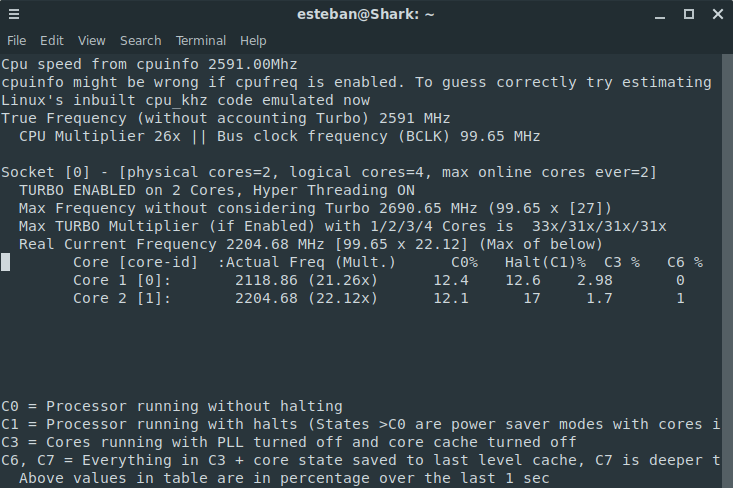 esteban@Shark: ~
File Edit View Search Terminal Help
Cpu speed from cpuinfo 2591.00Mhz
cpuinfo might be wrong if cpufreq is enabled. To guess correctly try estimating
Linux's inbuilt cpu_khz code emulated now
True Frequency (without accounting Turbo) 2591 MHz
CPU Multiplier 26x || Bus clock frequency (BCLK) 99.65 MHz
Socket [0] - [physical cores=2, logical cores=4, max online cores ever=2]
TURBO ENABLED on 2 Cores, Hyper Threading ON
Max Frequency without considering Turbo 2690.65 MHz (99.65 x [27])
Max TURBO Multiplier (if Enabled) with 1/2/3/4 Cores is 33x/31x/31x/31x
Real Current Frequency 2204.68 MHz [99.65 x 22.12] (Max of below)
Core [core-id] :Actual Freq (Mult.) C0% Halt(C1)% C3 % C6 %
Core 1 [0]: 2118.86 (21.26x) 12.4 12.6 2.98 0
Core 2 [1]: 2204.68 (22.12x) 12.1 17 1.7 1
C0 = Processor running without halting
C1 = Processor running with halts (States >C0 are power saver modes with cores i
C3 = Cores running with PLL turned off and core cache turned off
C6, C7 = Everything in C3 + core state saved to last level cache, C7 is deeper t
Above values in table are in percentage over the last 1 sec